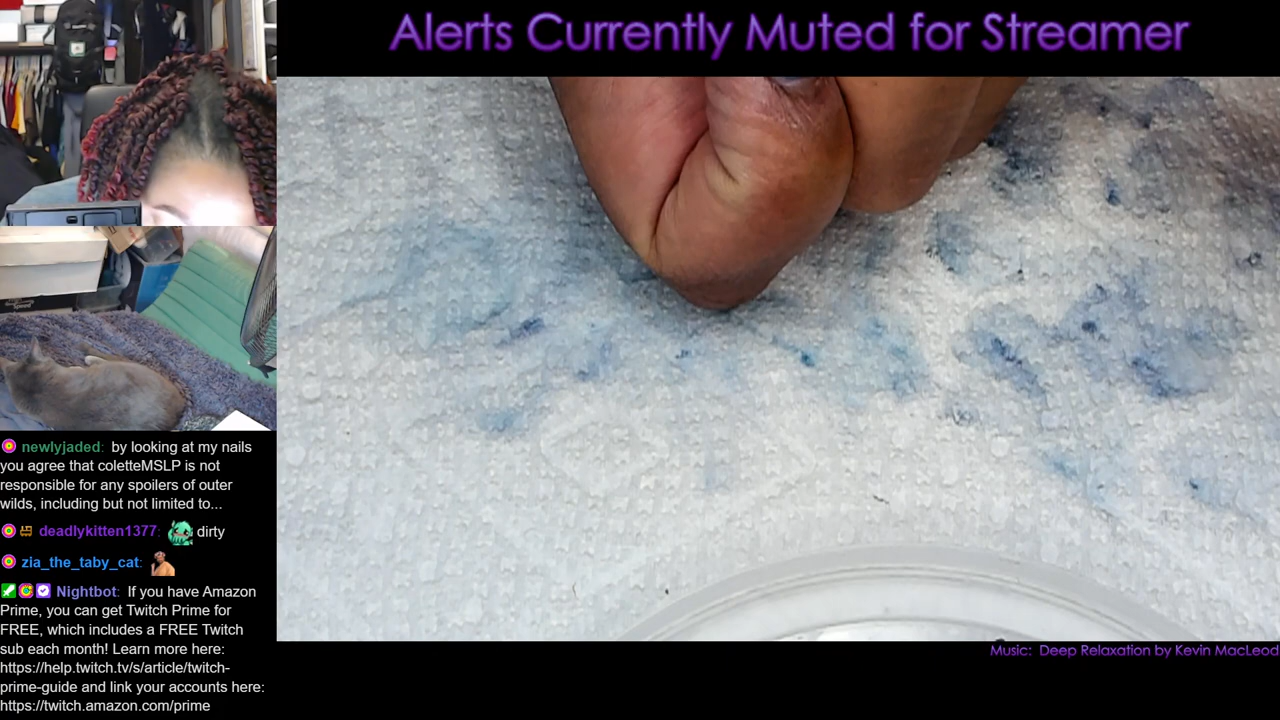 Alerts Currently Muted for Streamer
newlyjaded: by looking at my nails
you agree that coletteMSLP is not
responsible for any spoilers of outer
wilds, including but not limited to...
deadlykitten1377: dirty
zia_the_taby_cat:
Nightbot: If you have Amazon
Prime, you can get Twitch Prime for
FREE, which includes a FREE Twitch
sub each month! Learn more here:
https://help.twitch.tv/s/article/twitch-
prime-guide and link your accounts here:
https://twitch.amazon.com/prime
Music: Deep Relaxation by Kevin MacLeod